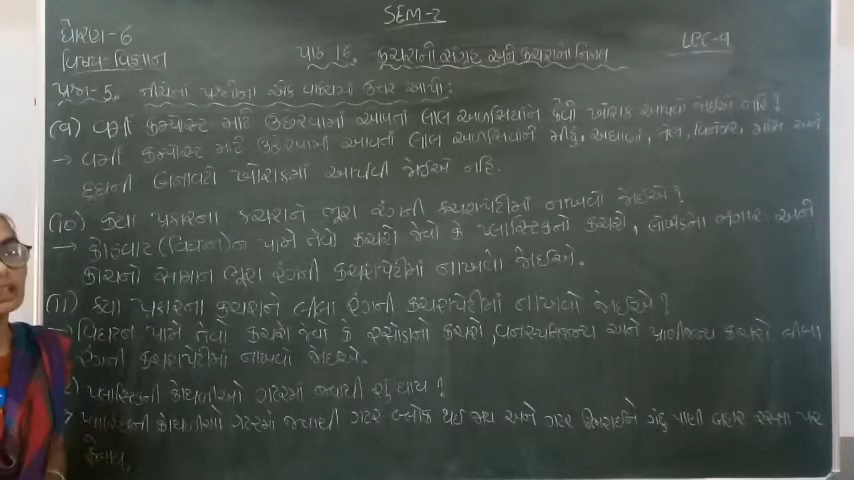 SEM-2
ધોરણ-6
વિષય-વિજ્ઞાન
પાઠ 16. કચરાનો સંગ્રહ અને કચરાનો નિકાલ
LEC-9
પ્રશ્ન-5. નીચેનાં પ્રશ્નોના એક વાક્યમાં ઉત્તર આપો:
(૯) વર્મી કમ્પોસ્ટ માટે ઉછેરવામાં આવતાં લાલ અળસિયાંને કેવો ખોરાક આપવો જોઈએ નહિ?
→ વર્મી કમ્પોસ્ટ માટે ઉછેરવામાં આવતાં લાલ અળસિયાંને મીઠું, અથાણાં, તેલ, વિનેગર, માંસ અને
દૂધની બનાવટો ખોરાકમાં આપવી જોઈએ નહિ.
(10) કયા પ્રકારના કચરાને ભૂરા રંગની કચરાપેટીમાં નાખવો જોઈએ?
→ કોહવાટ (વિઘટન) ન પામે તેવો કચરો જેવો કે પ્લાસ્ટિકનો કચરો, લોખંડનો ભંગાર અને
કાચનો સામાન ભૂરા રંગની કચરાપેટીમાં નાખવો જોઈએ.
(11) કયા પ્રકારના કચરાને લીલા રંગની કચરાપેટીમાં નાખવો જોઈએ?
વિઘટન પામે તેવો કચરો જેવો કે રસોડાના કચરો, વનસ્પતિજન્ય અને પ્રાણીજન્ય કચરો લીલા
રંગની કચરાપેટીમાં નાખવો જોઈએ.
પ્લાસ્ટિકની કોથળીઓ ગટરમાં જવાથી શું થાય?
પ્લાસ્ટિકની કોથળીઓ ગટરમાં જવાથી ગટર બ્લોક થઈ જાય અને ગટર ગંદું પાણી બહાર રસ્તા પર
ફેલાય.